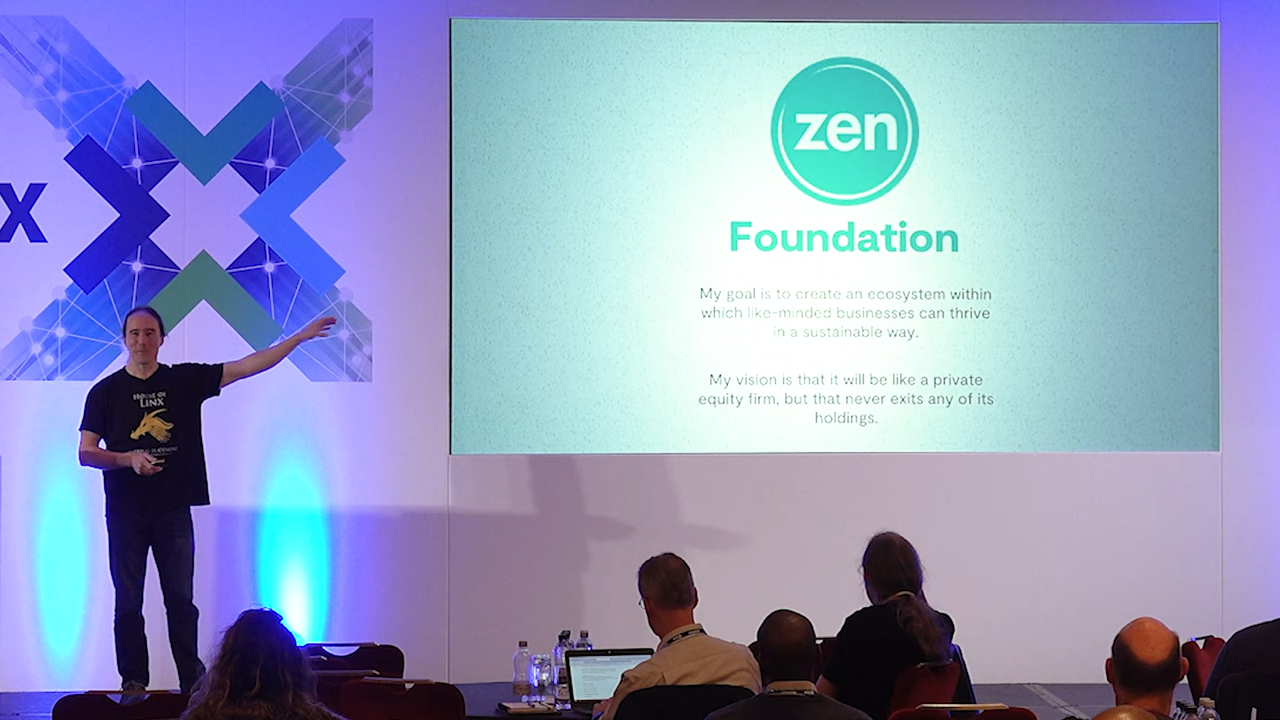 X
zen
Foundation
My goal is to create an ecosystem within
which like-minded businesses can thrive
in a sustainable way.
My vision is that it will be like a private
equity firm, but that never exits any of its
holdings.
HOUSE OF
LINX